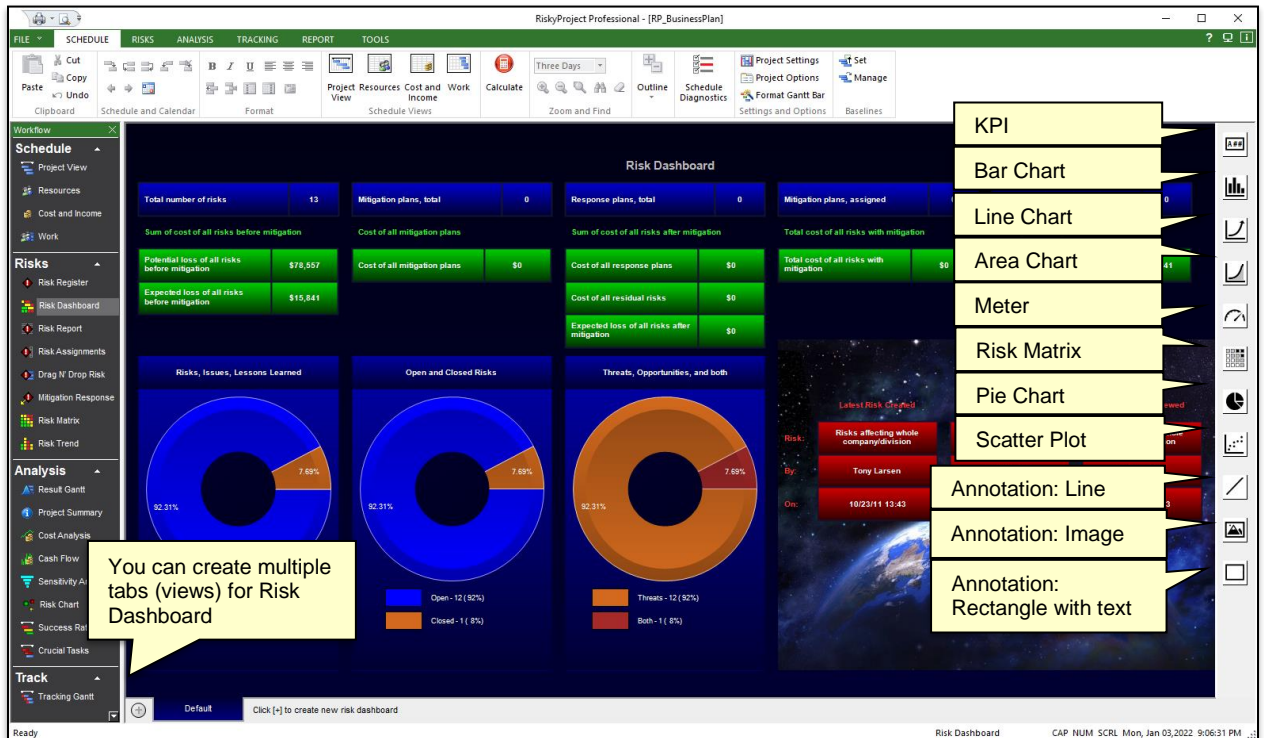 RiskyProject Professional - [RP_BusinessPlan]
FILE SCHEDULE RISKS ANALYSIS TRACKING REPORT TOOLS
Cut
Copy
Paste
Undo
Clipboard
Schedule and Calendar
B I U
Format
Project View
Resources
Cost and Income
Work
Schedule Views
Calculate
Three Days
Zoom and Find
Outline
Schedule Diagnostics
Project Settings
Project Options
Format Gantt Bar
Settings and Options
Set
Manage
Baselines
Workflow
Schedule
Project View
Resources
Cost and Income
Work
Risks
Risk Register
Risk Dashboard
Risk Report
Risk Assignments
Drag N' Drop Risk
Mitigation Response
Risk Matrix
Risk Trend
Analysis
Result Gantt
Project Summary
Cost Analysis
Cash Flow
Sensitivity
Risk Chart
Success
Crucial Tasks
Track
Tracking Gantt
Risk Dashboard
Total number of risks 13
Mitigation plans, total 0
Response plans, total 0
Mitigation plans, assigned
0
Sum of cost of all risks before mitigation
Cost of all mitigation plans
Sum of cost of all risks after mitigation
Total cost of all risks with mitigation
Potential loss of all risks
before mitigation
$78,557
Cost of all mitigation plans $0
Cost of all response plans $0
Total cost of all risks with
mitigation
$0
41
Expected loss of all risks
before mitigation
$15,841
Cost of all residual risks $0
Expected loss of all risks after
mitigation
$0
Risks, Issues, Lessons Learned
92.31%
7.69%
Open and Closed Risks
92.31%
7.69%
Open - 12 ( 92%)
Closed - 1 ( 8%)
Threats, Opportunities, and both
92.31%
7.69%
Threats - 12 ( 92%)
Both - 1 ( 8%)
Latest Risk Created
Risk: Risks affecting whole
company/division
By: Tony Larsen
On: 10/23/11 13:43
KPI
Bar Chart
Line Chart
Area Chart
Meter
Risk Matrix
Pie Chart
Scatter Plot
Annotation: Line
Annotation: Image
Annotation:
Rectangle with text
You can create multiple
tabs (views) for Risk
Dashboard
Default
Click [+] to create new risk dashboard
Ready
Risk Dashboard
CAP NUM SCRL Mon, Jan 03,2022 9:06:31 PM